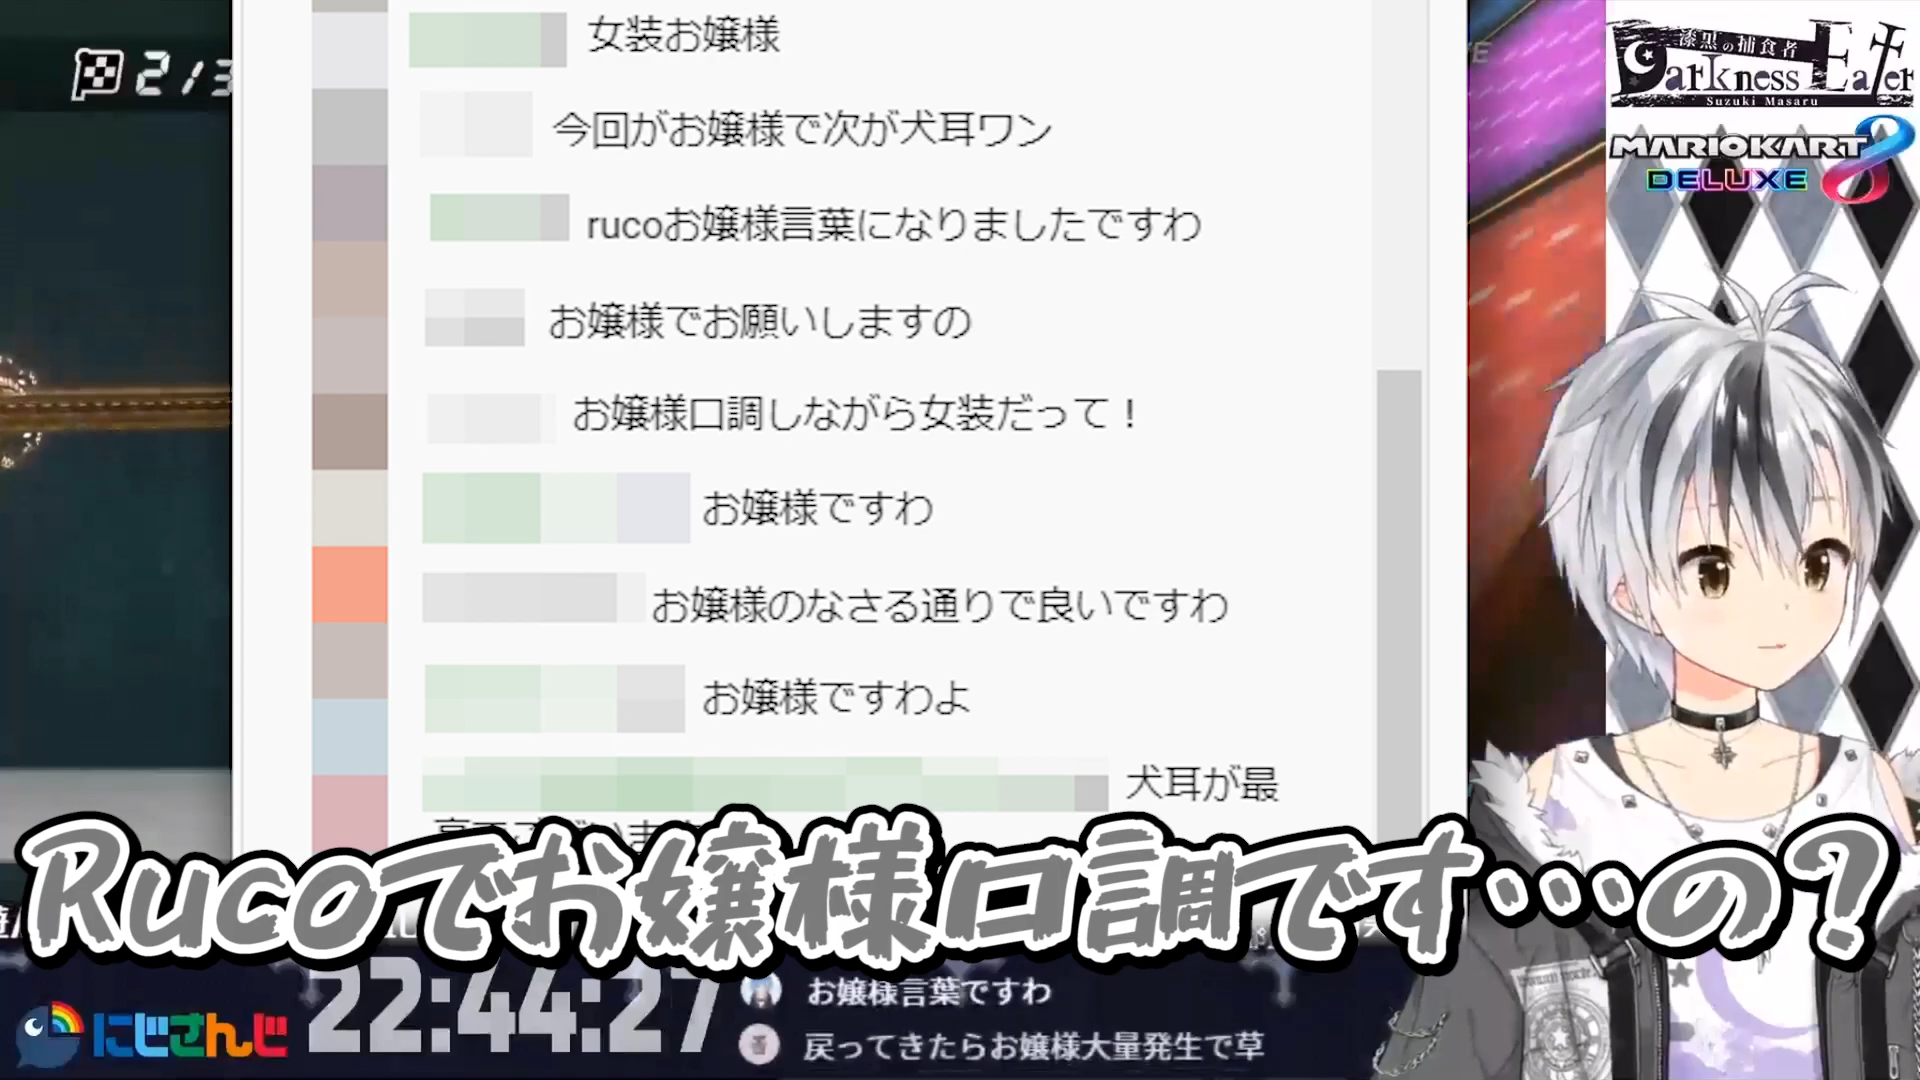 2/3
女装お嬢様
今回がお嬢様で次が犬耳ワン
rucoお嬢様言葉になりましたですわ
お嬢様でお願いしますの
お嬢様口調しながら女装だって！
お嬢様ですわ
お嬢様のなさる通りで良いですわ
お嬢様ですわよ
犬耳が最
漆黒の捕食者
Darkness Eater
Suzuki Masaru
MARIOKART 8
DELUXE
Rucoでお嬢様口調です…の？
にじさんじ
22:44:27
お嬢様言葉ですわ
戻ってきたらお嬢様大量発生で草